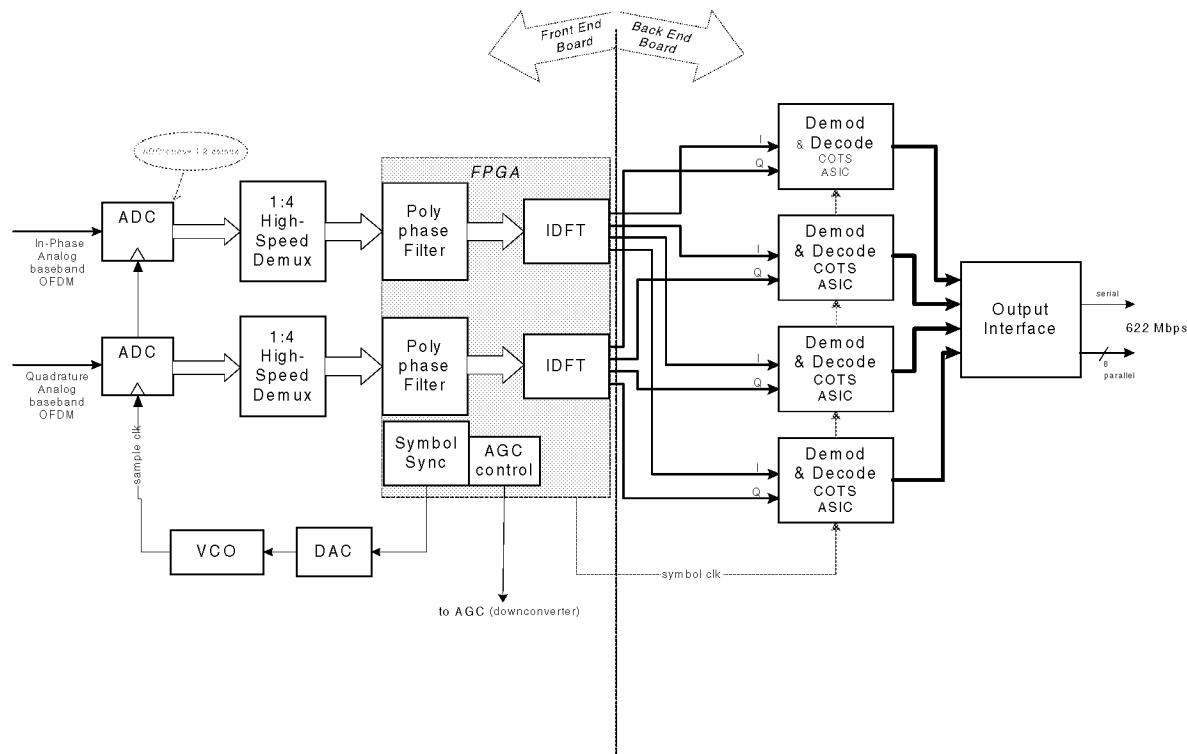 Front End
Board
Back End
Board
ADC
In-Phase
Analog
baseband
OFDM
1:4
High-
Speed
Demux
FPGA
Poly
phase
Filter
IDFT
ADC
Quadrature
Analog
baseband
OFDM
1:4
High-
Speed
Demux
Poly
phase
Filter
IDFT
Symbol
Sync
AGC
control
sample clk
VCO
DAC
to AGC (downconverter)
symbol clk
I
Q
Demod
& Decode
COTS
ASIC
I
Q
Demod
& Decode
COTS
ASIC
I
Q
Demod
& Decode
COTS
ASIC
I
Q
Demod
& Decode
COTS
ASIC
Output
Interface
serial
622 Mbps
8
parallel